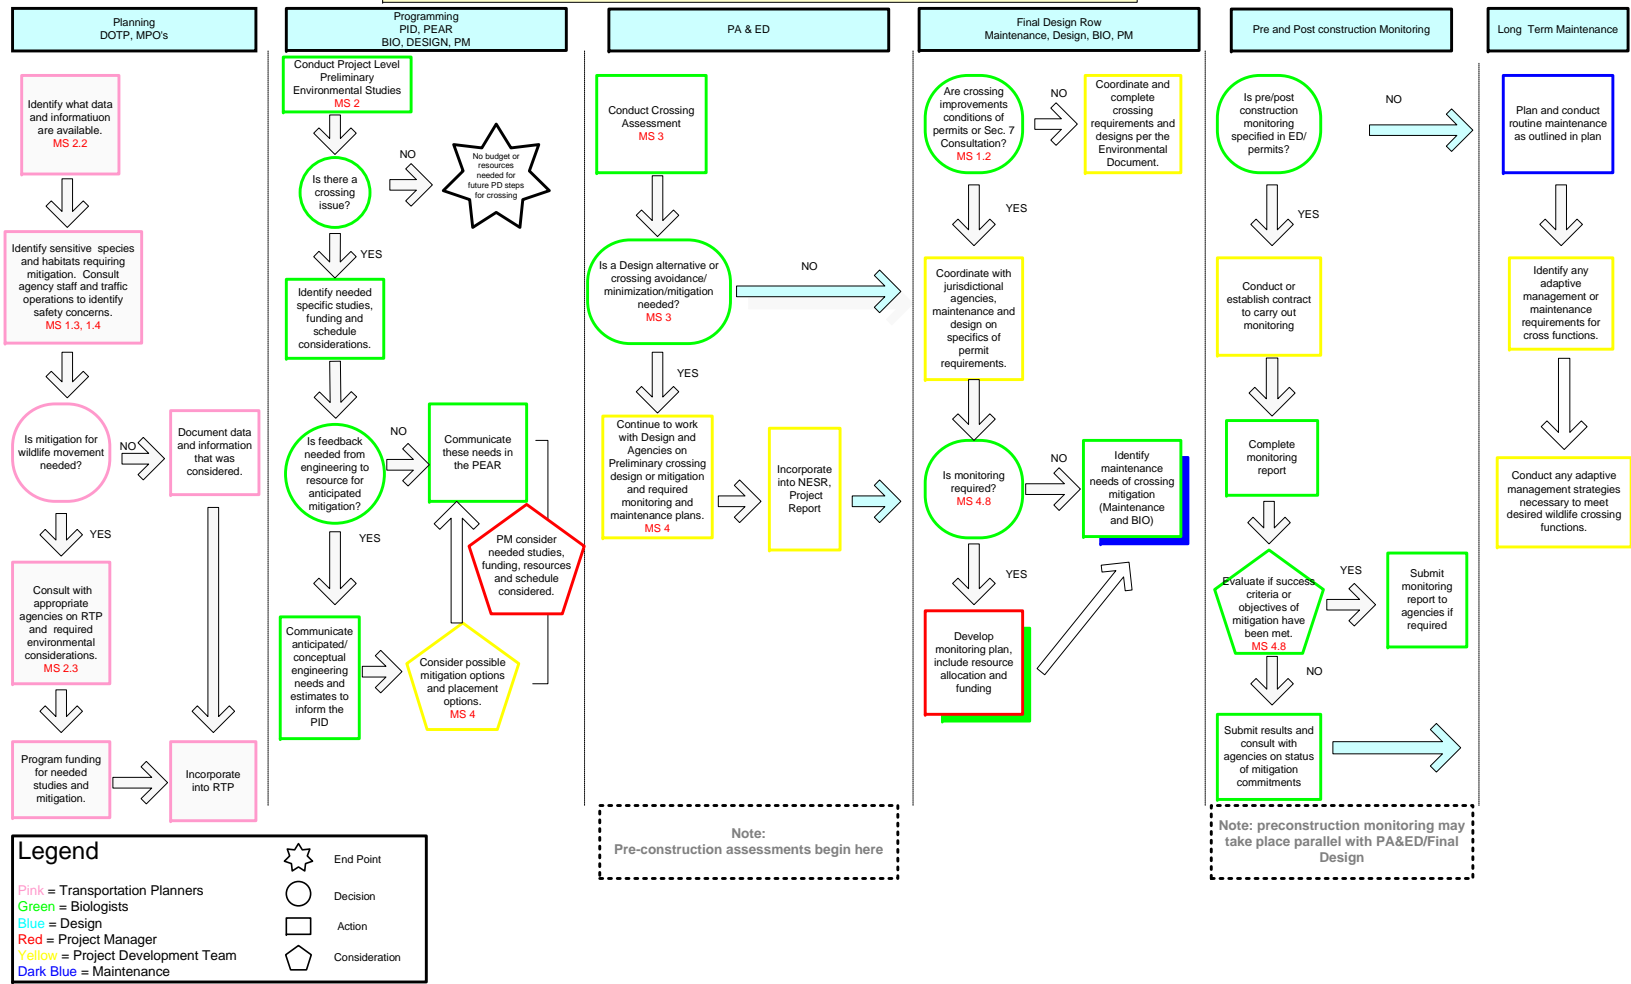 Planning
DOTP, MPO's
Programming
PID, PEAR
BIO, DESIGN, PM
PA & ED
Final Design Row
Maintenance, Design, BIO, PM
Pre and Post construction Monitoring
Long Term Maintenance
Identify what data
and informatiuon
are available.
MS 2.2
Identify sensitive species
and habitats requiring
mitigation. Consult
agency staff and traffic
operations to identify
safety concerns.
MS 1.3, 1.4
Is mitigation for
wildlife movement
needed?
NO
Document data
and information
that was
considered.
YES
Consult with
appropriate
agencies on RTP
and required
environmental
considerations.
MS 2.3
Program funding
for needed
studies and
mitigation.
Incorporate
into RTP
Conduct Project Level
Preliminary
Environmental Studies
MS 2
Is there a
crossing
issue?
NO
No budget or
resources
needed for
future PD steps
for crossing
YES
Identify needed
specific studies,
funding and
schedule
considerations.
Is feedback
needed from
engineering to
resource for
anticipated
mitigation?
NO
Communicate
these needs in
the PEAR
YES
PM consider
needed studies,
funding, resources
and schedule
considered.
Communicate
anticipated/
conceptual
engineering
needs and
estimates to
inform the
PID
Consider possible
mitigation options
and placement
options.
MS 4
Conduct Crossing
Assessment
MS 3
Is a Design alternative or
crossing avoidance/
minimization/mitigation
needed?
MS 3
NO
YES
Continue to work
with Design and
Agencies on
Preliminary crossing
design or mitigation
and required
monitoring and
maintenance plans.
MS 4
Incorporate
into NESR,
Project
Report
Note:
Pre-construction assessments begin here
Are crossing
improvements
conditions of
permits or Sec. 7
Consultation?
MS 1.2
NO
Coordinate and
complete
crossing
requirements and
designs per the
Environmental
Document.
YES
Coordinate with
jurisdictional
agencies,
maintenance and
design on
specifics of
permit
requirements.
Is monitoring
required?
MS 4.8
NO
Identify
maintenance
needs of crossing
mitigation
(Maintenance
and BIO)
YES
Develop
monitoring plan,
include resource
allocation and
funding
Is pre/post
construction
monitoring
specified in ED/
permits?
NO
YES
Conduct or
establish contract
to carry out
monitoring
Complete
monitoring
report
Evaluate if success
criteria or
objectives of
mitigation have
been met.
MS 4.8
YES
Submit
monitoring
report to
agencies if
required
NO
Submit results and
consult with
agencies on status
of mitigation
commitments
Note: preconstruction monitoring may
take place parallel with PA&ED/Final
Design
Plan and conduct
routine maintenance
as outlined in plan
Identify any
adaptive
management or
maintenance
requirements for
cross functions.
Conduct any adaptive
management strategies
necessary to meet
desired wildlife crossing
functions.
Legend
Pink = Transportation Planners
Green = Biologists
Blue = Design
Red = Project Manager
Yellow = Project Development Team
Dark Blue = Maintenance
End Point
Decision
Action
Consideration